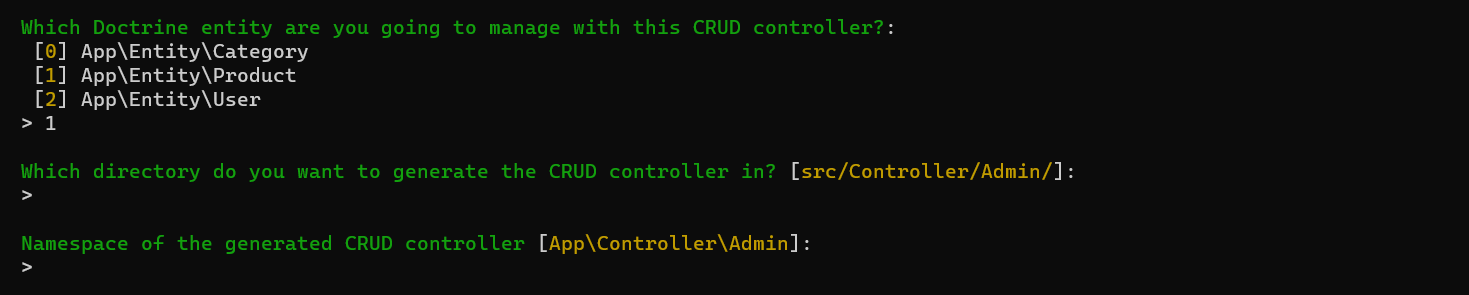 Which Doctrine entity are you going to manage with this CRUD controller?:
[0] App\Entity\Category
[1] App\Entity\Product
[2] App\Entity\User
> 1
Which directory do you want to generate the CRUD controller in? [src/Controller/Admin/]:
>
Namespace of the generated CRUD controller [App\Controller\Admin]:
>